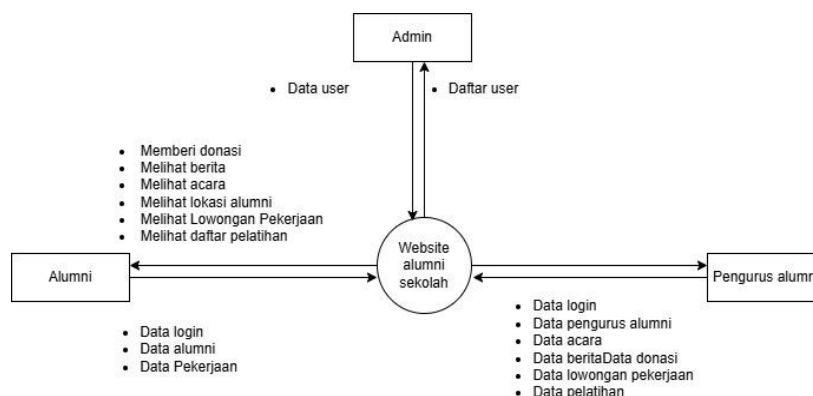 Admin
• Data user
• Daftar user
• Memberi donasi
• Melihat berita
• Melihat acara
• Melihat lokasi alumni
• Melihat Lowongan Pekerjaan
• Melihat daftar pelatihan
Alumni
Website
alumni
sekolah
Pengurus alumni
• Data login
• Data alumni
• Data Pekerjaan
• Data login
• Data pengurus alumni
• Data acara
• Data beritaData donasi
• Data lowongan pekerjaan
• Data pelatihan